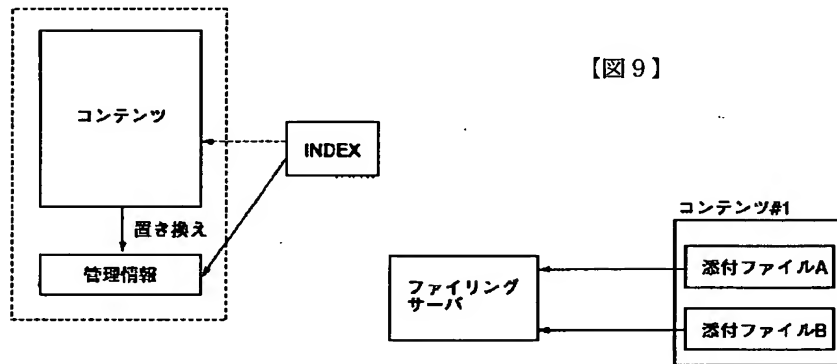 コンテンツ
INDEX
置き換え
管理情報
【図9】
コンテンツ#1
添付ファイルA
ファイリング
サーバ
添付ファイルB